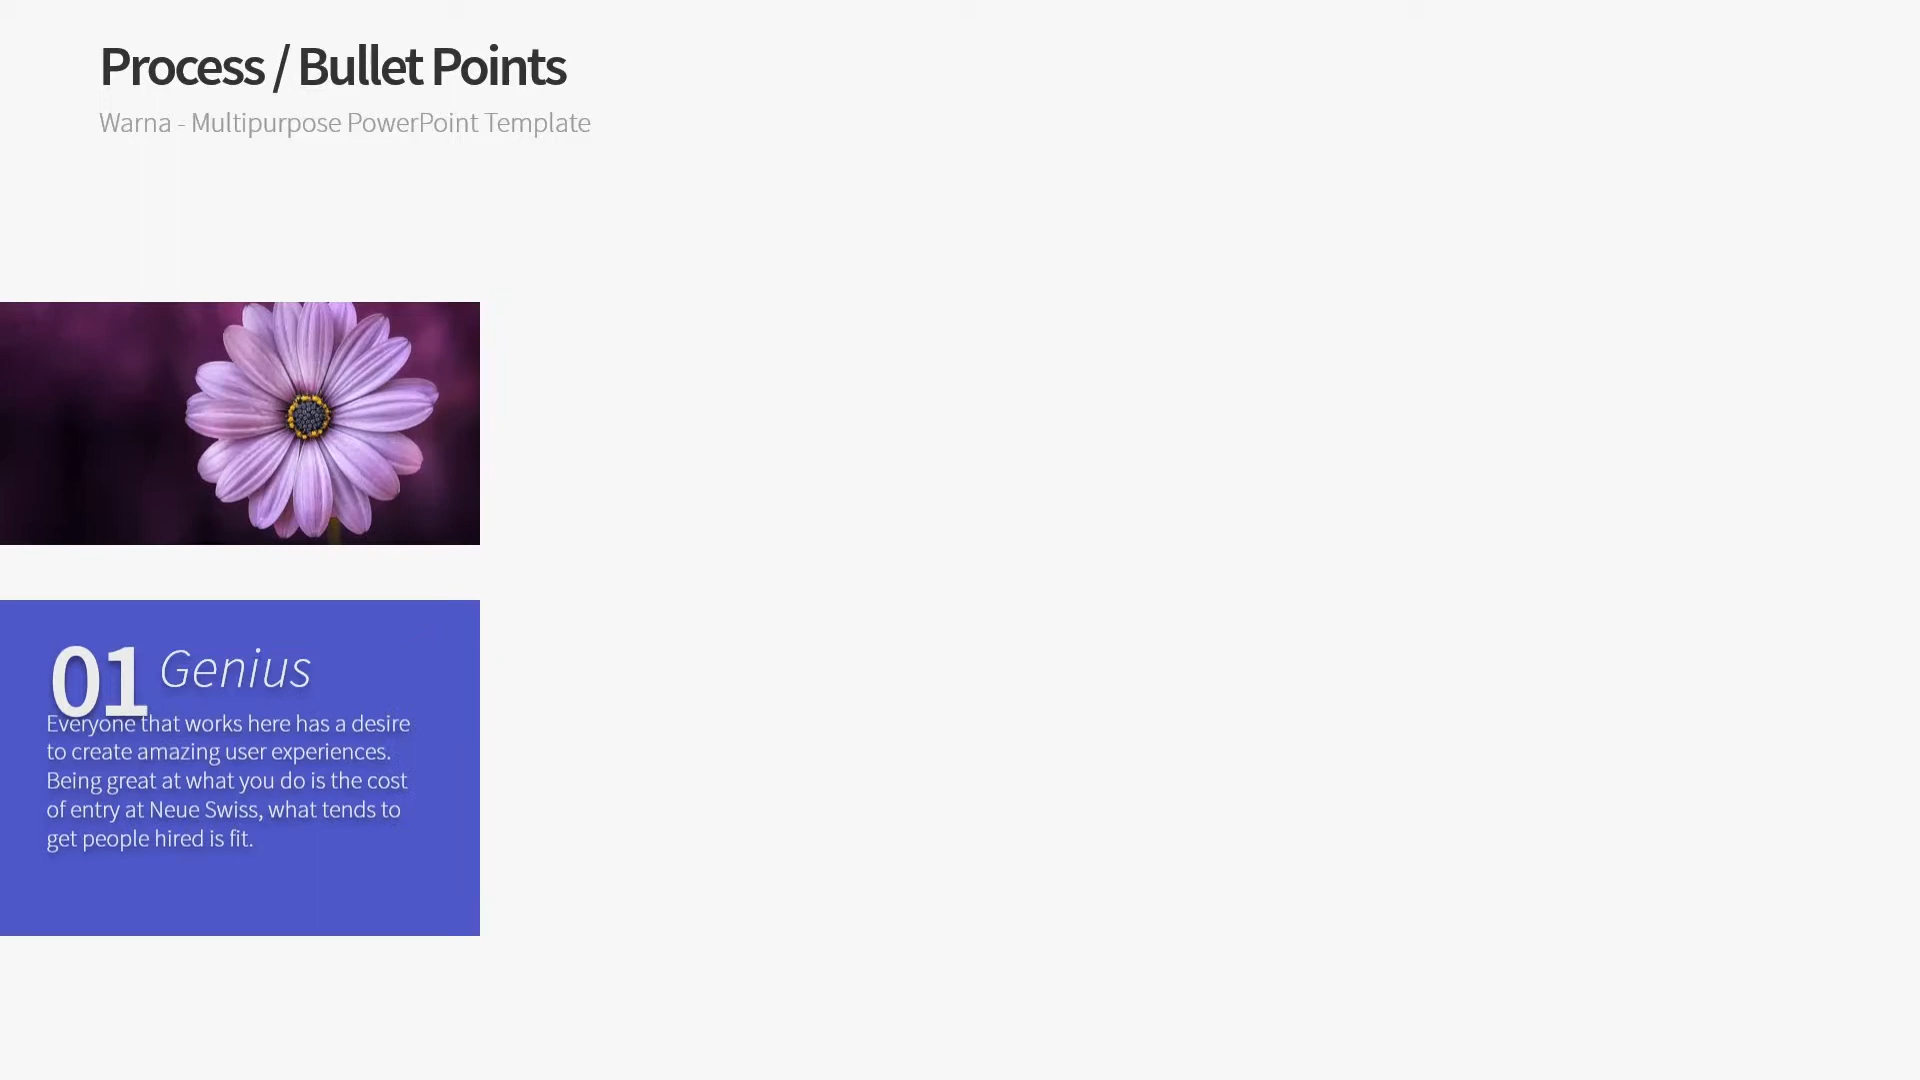 Process / Bullet Points
Warna - Multipurpose PowerPoint Template
01 Genius
Everyone that works here has a desire
to create amazing user experiences.
Being great at what you do is the cost
of entry at Neue Swiss, what tends to
get people hired is fit.